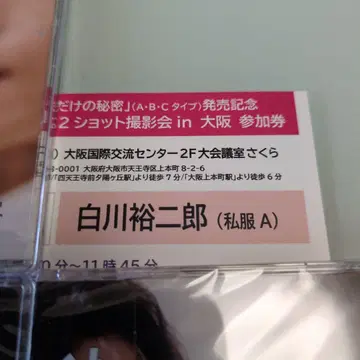 だけの秘密」(A・B・Cタイプ)発売記念
2ショット撮影会 in 大阪 参加券
0 大阪国際交流センター2F大会議室さくら
-0001 大阪府大阪市天王寺区上本町8-2-6
「四天王寺前夕陽ヶ丘駅」より徒歩7分/「大阪上本町駅」より徒歩6分
白川裕二郎(私服A)
0分~11時45分